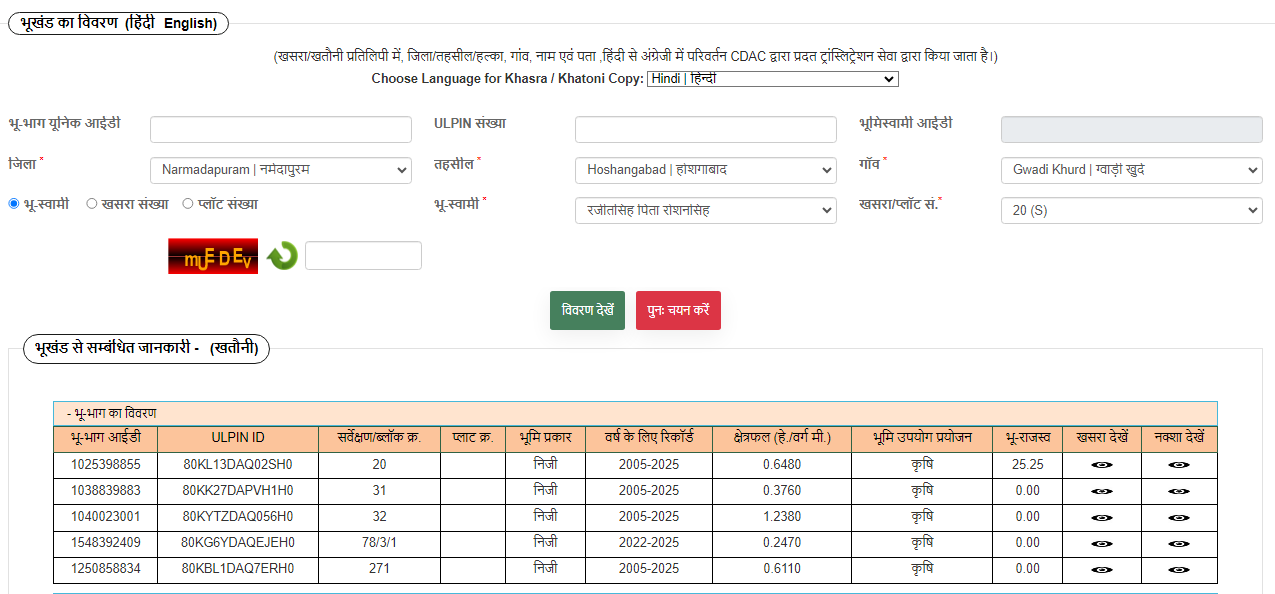 भूखंड का विवरण (हिंदी English)
(खसरा/खतौनी प्रतिलिपी में, जिला/तहसील/हल्का, गांव, नाम एवं पता ,हिंदी से अंग्रेजी में परिवर्तन CDAC द्वारा प्रदत ट्रांस्लिट्रेशन सेवा द्वारा किया जाता है।)
Choose Language for Khasra / Khatoni Copy: Hindi | हिन्दी
भू-भाग यूनिक आईडी ULPIN संख्या भूमिस्वामी आईडी
जिला * Narmadapuram | नर्मदापुरम तहसील * Hoshangabad | होशंगाबाद गाँव * Gwadi Khurd | ग्वाड़ी खुर्द
भू-स्वामी खसरा संख्या प्लॉट संख्या भू-स्वामी * रंजीतसिंह पिता रोशनसिंह खसरा/प्लॉट सं.* 20 (S)
mUEDEv
विवरण देखें पुनः चयन करें
भूखंड से सम्बंधित जानकारी - (खतौनी)
- भू-भाग का विवरण
भू-भाग आईडी ULPIN ID सर्वेक्षण/ब्लॉक क्र. प्लाट क्र. भूमि प्रकार वर्ष के लिए रिकॉर्ड क्षेत्रफल (हे./वर्ग मी.) भूमि उपयोग प्रयोजन भू-राजस्व खसरा देखें नक्शा देखें
1025398855 80KL13DAQ02SH0 20 निजी 2005-2025 0.6480 कृषि 25.25
1038839883 80KK27DAPVH1H0 31 निजी 2005-2025 0.3760 कृषि 0.00
1040023001 80KYTZDAQ056H0 32 निजी 2005-2025 1.2380 कृषि 0.00
1548392409 80KG6YDAQEJEH0 78/3/1 निजी 2022-2025 0.2470 कृषि 0.00
1250858834 80KBL1DAQ7ERH0 271 निजी 2005-2025 0.6110 कृषि 0.00